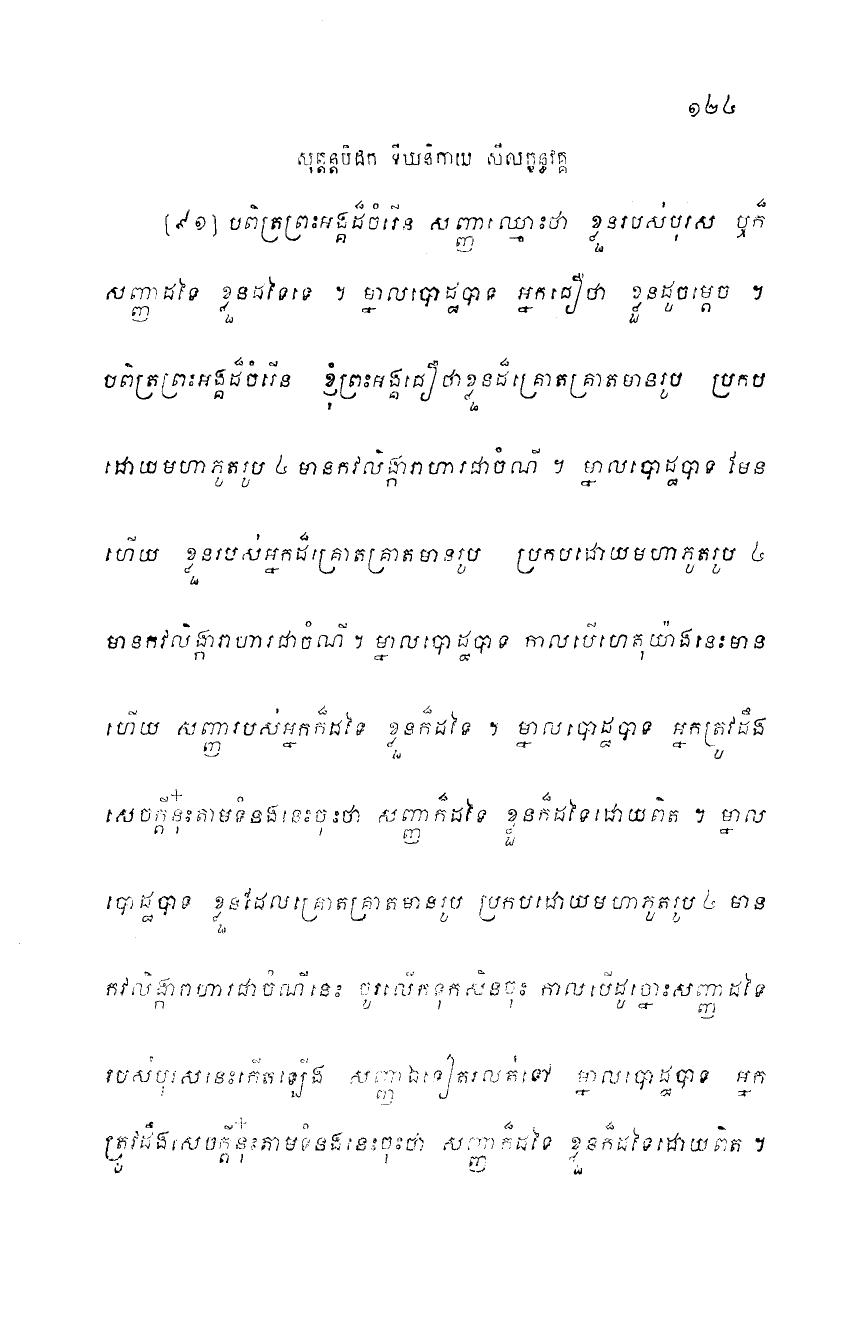 ១២៤
សុត្តន្តបិដក ទីឃនិកាយ សីលក្ខន្ធវគ្គ
[៩១] បពិត្រព្រះអង្គដ៏ចំរើន សញ្ញាឈ្មោះថា ខ្លួនរបស់បុរស ឬក៏
សញ្ញាដទៃ ខ្លួនដទៃទេ ។ ម្នាលបោដ្ឋបាទ អ្នកជឿថា ខ្លួនដូចម្តេច ។
បពិត្រព្រះអង្គដ៏ចំរើន ខ្ញុំព្រះអង្គជឿថាខ្លួនដ៏គ្រោតគ្រាតមានរូប ប្រកប
ដោយមហាភូតរូប ៤ មានកវលិង្ការាហារជាចំណី ។ ម្នាលបោដ្ឋបាទ មែន
ហើយ ខ្លួនរបស់អ្នកដ៏គ្រោតគ្រាតមានរូប ប្រកបដោយមហាភូតរូប ៤
មានកវលិង្ការាហារជាចំណី ។ ម្នាលបោដ្ឋបាទ កាលបើហេតុយ៉ាងនេះមាន
ហើយ សញ្ញារបស់អ្នកក៏ដទៃ ខ្លួនក៏ដទៃ ។ ម្នាលបោដ្ឋបាទ អ្នកត្រូវដឹង
សេចក្តីនុ៎ះតាមទំនងនេះចុះថា សញ្ញាក៏ដទៃ ខ្លួនក៏ដទៃដោយពិត ។ ម្នាល
បោដ្ឋបាទ ខ្លួនដែលគ្រោតគ្រាតមានរូប ប្រកបដោយមហាភូតរូប ៤ មាន
កវលិង្ការាហារជាចំណីនេះ ចូរលើកទុកសិនចុះ កាលបើដូច្នោះសញ្ញាដទៃ
របស់បុរសនេះកើតឡើង សញ្ញាឯទៀតរលត់ទៅ ម្នាលបោដ្ឋបាទ អ្នក
ត្រូវដឹងសេចក្តីនុ៎ះតាមទំនងនេះចុះថា សញ្ញាក៏ដទៃ ខ្លួនក៏ដទៃដោយពិត ។